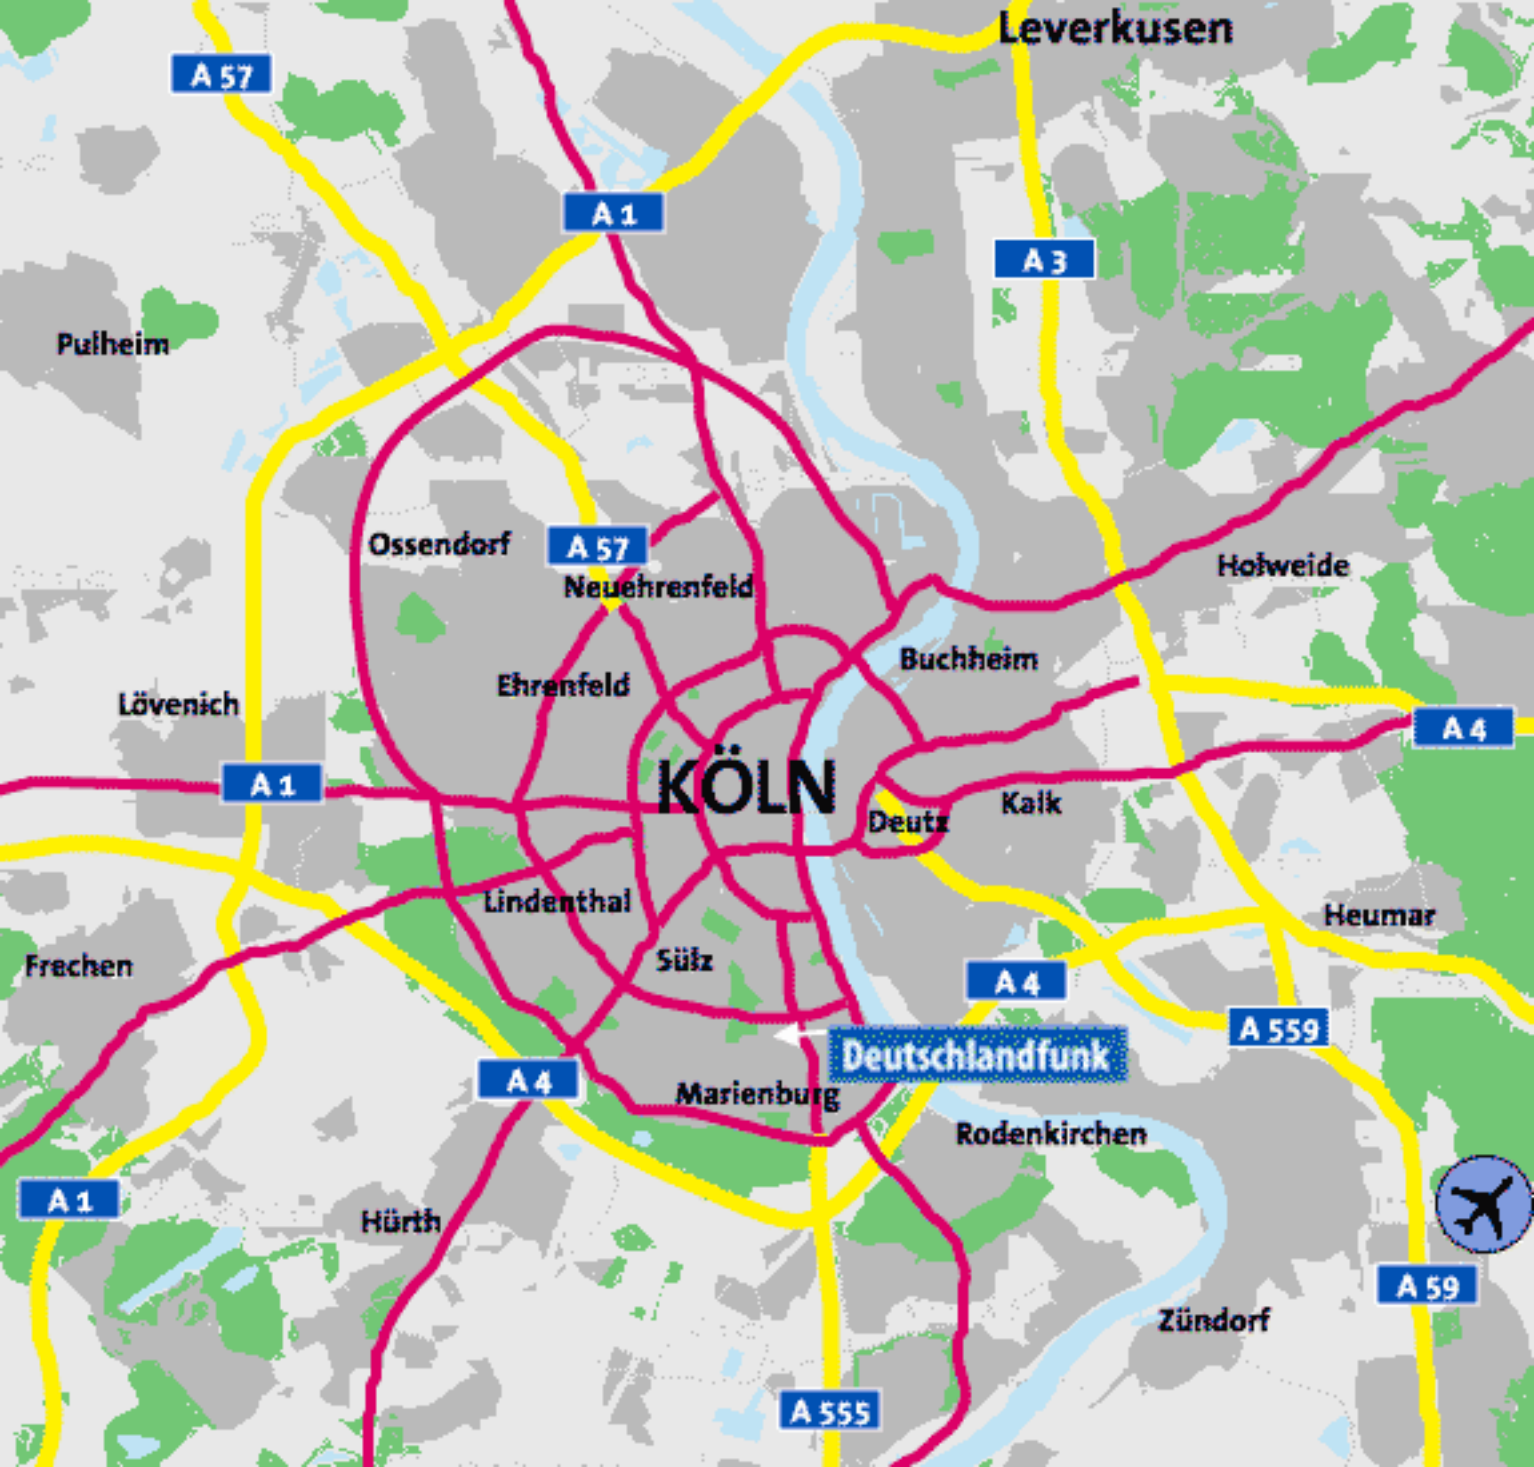 Leverkusen
A 57
A 1
A 3
Pulheim
Ossendorf
A 57
Neuehrenfeld
Holweide
Buchheim
Ehrenfeld
Lövenich
A 4
A 1
KÖLN
Kalk
Deutz
Lindenthal
Heumar
Sülz
Frechen
A 4
A 559
Deutschlandfunk
A 4
Marienburg
Rodenkirchen
A 1
Hürth
A 59
Zündorf
A 555